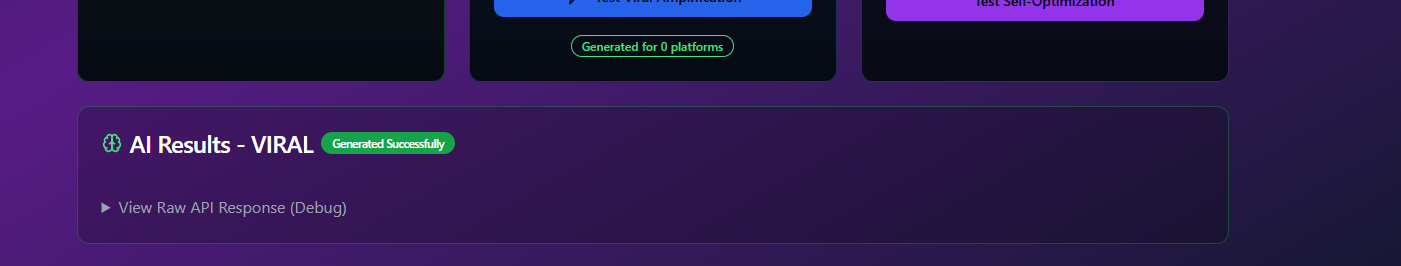 Test Viral Amplification
Test Self-Optimization
Generated for 0 platforms
AI Results - VIRAL
Generated Successfully
View Raw API Response (Debug)